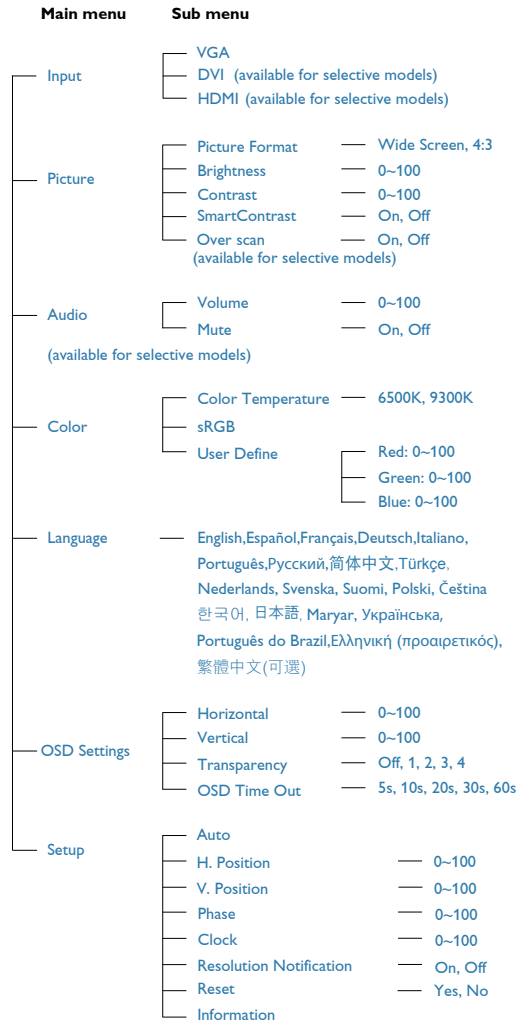 Main menu Sub menu
VGA
Input DVI (available for selective models)
HDMI (available for selective models)
Picture Format Wide Screen, 4:3
Brightness 0~100
Picture
Contrast 0~100
SmartContrast On, Off
Over scan On, Off
(available for selective models)
Volume 0~100
Audio
Mute On, Off
(available for selective models)
Color Temperature 6500K, 9300K
Color sRGB
User Define Red: 0~100
Green: 0~100
Blue: 0~100
Language English,Español,Français,Deutsch,Italiano,
Português,Русский,简体中文,Türkçe,
Nederlands, Svenska, Suomi, Polski, Čeština
한국어, 日本語, Maryar, Українська,
Português do Brazil,Ελληνική (προαιρετικός),
繁體中文(可選)
Horizontal 0~100
Vertical 0~100
OSD Settings
Transparency Off, 1, 2, 3, 4
OSD Time Out 5s, 10s, 20s, 30s, 60s
Auto
Setup
H. Position 0~100
V. Position 0~100
Phase 0~100
Clock 0~100
Resolution Notification On, Off
Reset Yes, No
Information